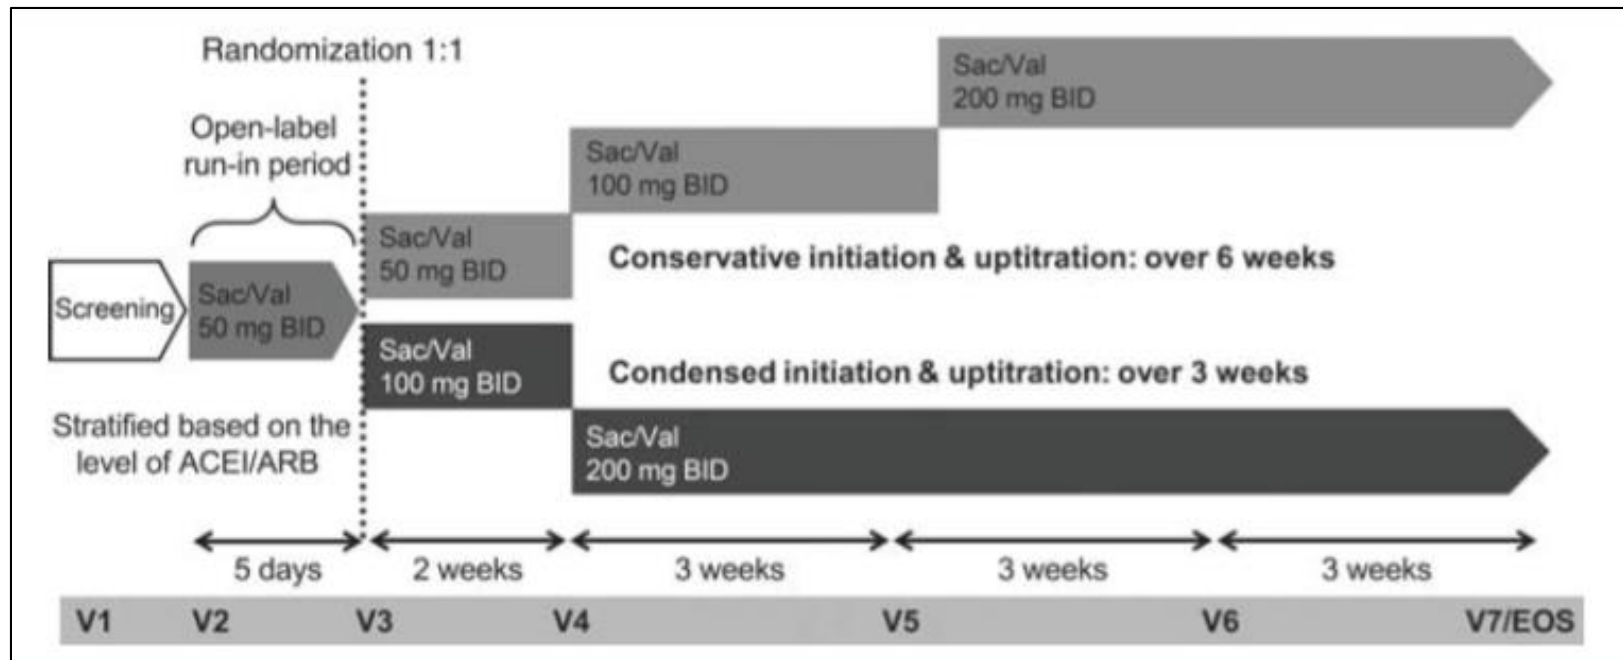 Randomization 1:1
Open-label
run-in period
Screening
Sac/Val
50 mg BID
Sac/Val
50 mg BID
Sac/Val
100 mg BID
Sac/Val
200 mg BID
Conservative initiation & uptitration: over 6 weeks
Sac/Val
100 mg BID
Condensed initiation & uptitration: over 3 weeks
Sac/Val
200 mg BID
Stratified based on the
level of ACEI/ARB
5 days
2 weeks
3 weeks
3 weeks
3 weeks
V1
V2
V3
V4
V5
V6
V7/EOS